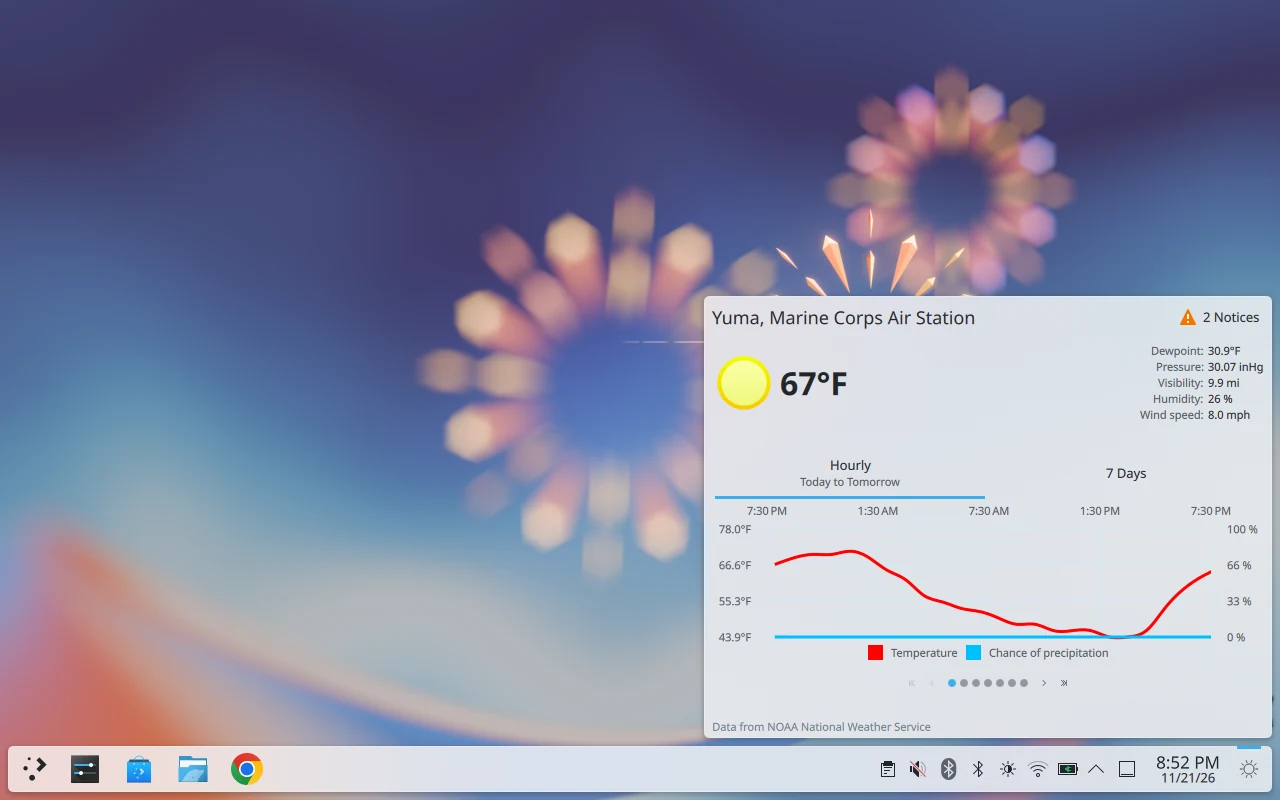 Yuma, Marine Corps Air Station
2 Notices
67°F
Dewpoint: 30.9°F
Pressure: 30.07 inHg
Visibility: 9.9 mi
Humidity: 26 %
Wind speed: 8.0 mph
Hourly
Today to Tomorrow
7 Days
7:30 PM 1:30 AM 7:30 AM 1:30 PM 7:30 PM
78.0°F 100 %
66.6°F 66 %
55.3°F 33 %
43.9°F 0 %
Temperature Chance of precipitation
Data from NOAA National Weather Service
8:52 PM
11/21/26